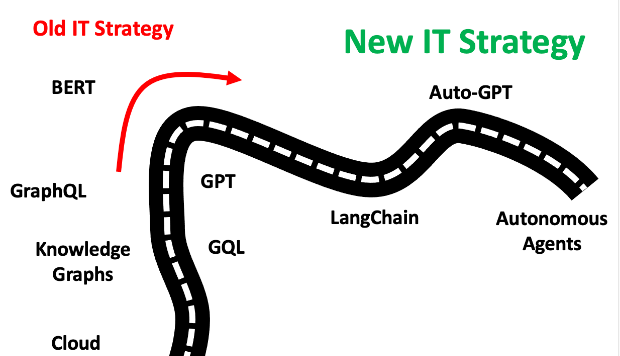 Old IT Strategy
New IT Strategy
BERT
Auto-GPT
GraphQL
GPT
LangChain
Autonomous
Agents
Knowledge
Graphs
GQL
Cloud